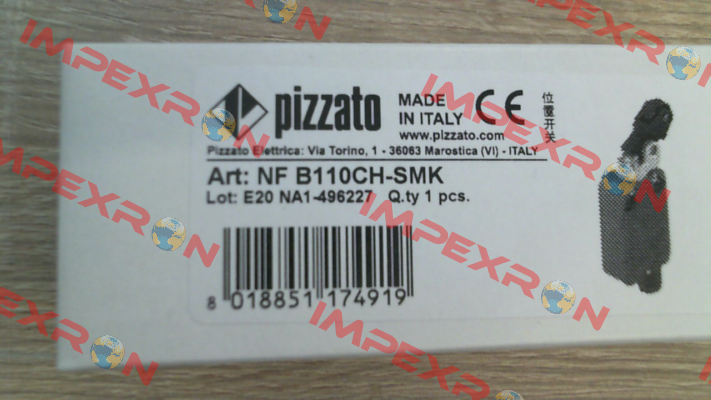 pizzato
MADE
IN ITALY
CE
位置开关
www.pizzato.com
Pizzato Elettrica: Via Torino, 1 - 36063 Marostica (VI) - ITALY
Art: NF B110CH-SMK
Lot: E20 NA1-496227 Q.ty 1 pcs.
8 018851 174919
IMPEXRON
IMPEXRON
IMPEXRON
IMPEXRON
IMPEXRON
IMPEXRON
IMPEXRON